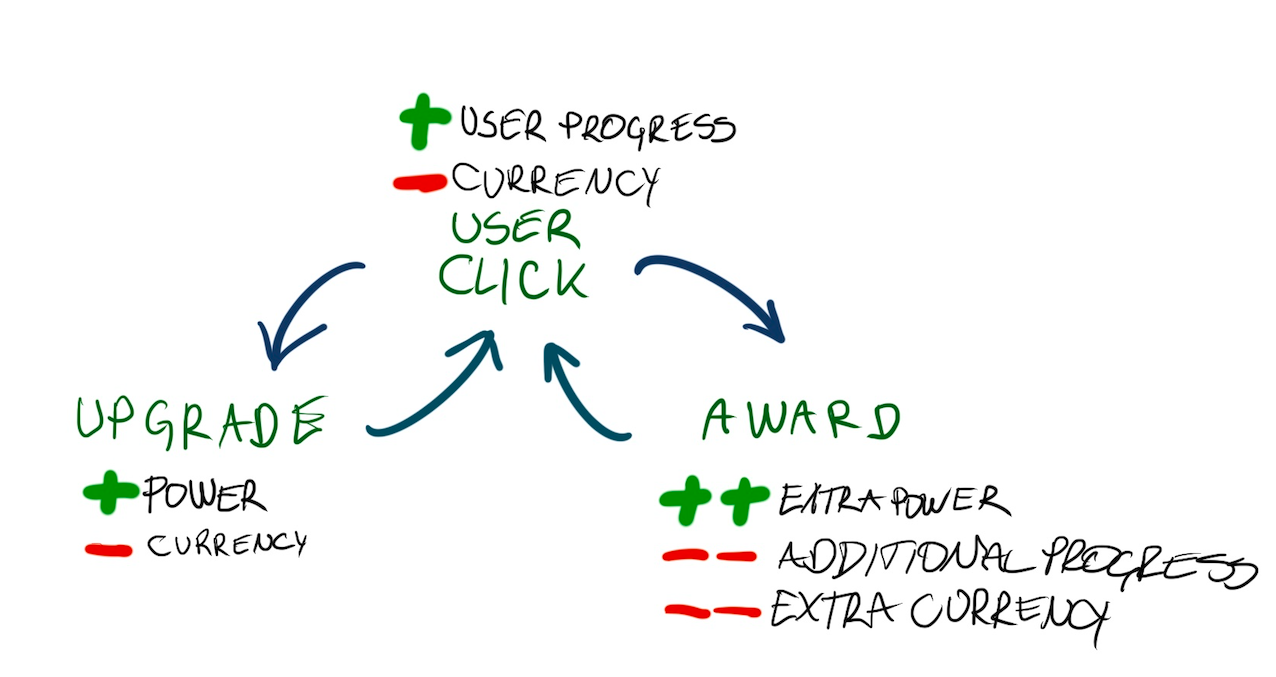 + USER PROGRESS
- CURRENCY
USER
CLICK
UPGRADE
+ POWER
- CURRENCY
AWARD
++ EXTRA POWER
-- ADDITIONAL PROGRESS
-- EXTRA CURRENCY